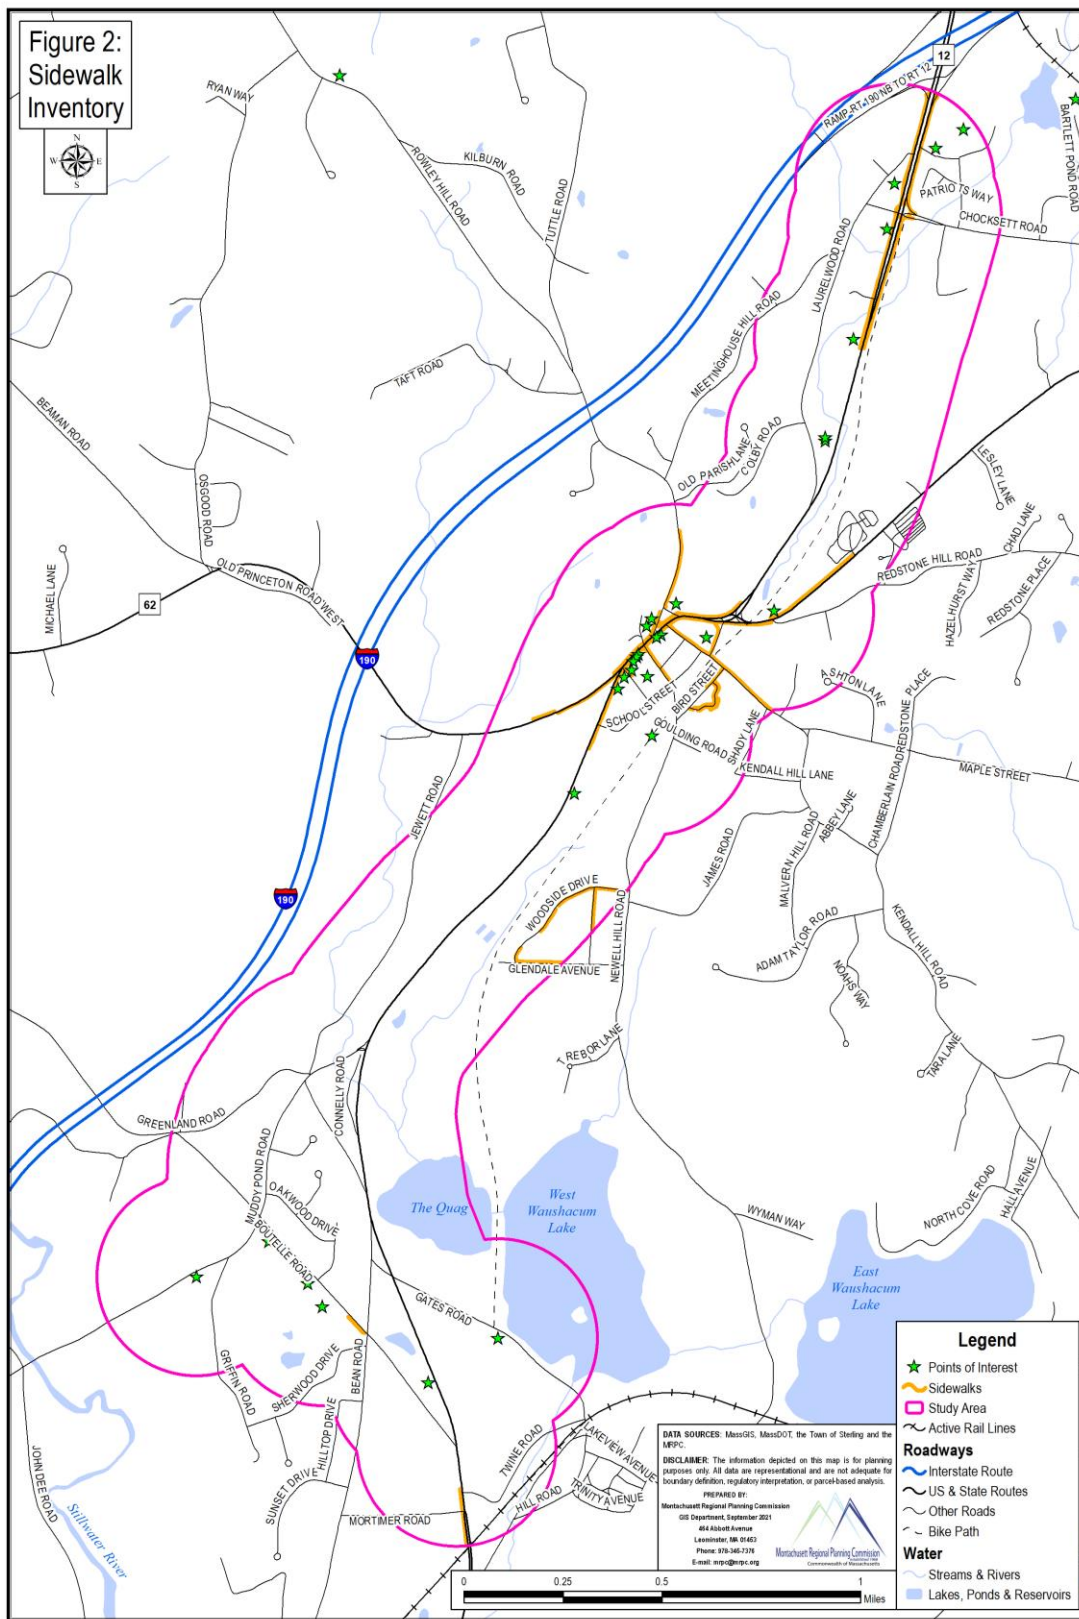 Figure 2:
Sidewalk
Inventory
N
W E
S
12
RAMP-RT 190 NB TO RT 12
RYAN WAY
KILBURN ROAD
ROWLEY HILL ROAD
TUTTLE ROAD
BARTLETT POND ROAD
PATRIOTS WAY
CHOCKSETT ROAD
LAURELWOOD ROAD
MEETINGHOUSE HILL ROAD
TAFT ROAD
BEAMAN ROAD
OLD PARISH LANE
COLBY ROAD
OSGOOD ROAD
LESLEY LANE
CHAD LANE
OLD PRINCETON ROAD WEST
REDSTONE HILL ROAD
HAZELHURST WAY
REDSTONE PLACE
MICHAEL LANE
62
190
ASHTON LANE
REDSTONE PLACE
SCHOOL STREET
BIRD STREET
GOULDING ROAD
SHADY LANE
KENDALL HILL LANE
MAPLE STREET
CHAMBERLAIN ROAD
JEWETT ROAD
ABBEY LANE
JAMES ROAD
MALVERN HILL ROAD
190
WOODSIDE DRIVE
NEWELL HILL ROAD
ADAM TAYLOR ROAD
KENDALL HILL ROAD
GLENDALE AVENUE
NOAHS WAY
TREBOR LANE
TARA LANE
CONNELLY ROAD
GREENLAND ROAD
MUDDY POND ROAD
OAKWOOD DRIVE
BOUTELLE ROAD
The Quag
West
Waushacum
Lake
WYMAN WAY
NORTH COVE ROAD
HALL AVENUE
East
Waushacum
Lake
GATES ROAD
GRIFFIN ROAD
SHERWOOD DRIVE
BEAN ROAD
HILLTOP DRIVE
SUNSET DRIVE
MORTIMER ROAD
JOHN DEE ROAD
Stillwater River
TWINE ROAD
LAKEVIEW AVENUE
TRINITY AVENUE
HILL ROAD
DATA SOURCES: MassGIS, MassDOT, the Town of Sterling and the
MRPC.
DISCLAIMER: The information depicted on this map is for planning
purposes only. All data are representational and are not adequate for
boundary definition, regulatory interpretation, or parcel-based analysis.
PREPARED BY:
Montachusett Regional Planning Commission
GIS Department, September 2021
464 Abbott Avenue
Leominster, MA 01453
Phone: 978-345-7376
E-mail: mrpc@mrpc.org
Montachusett Regional Planning Commission
Commonwealth of Massachusetts
0 0.25 0.5 1
Miles
Legend
Points of Interest
Sidewalks
Study Area
Active Rail Lines
Roadways
Interstate Route
US & State Routes
Other Roads
Bike Path
Water
Streams & Rivers
Lakes, Ponds & Reservoirs